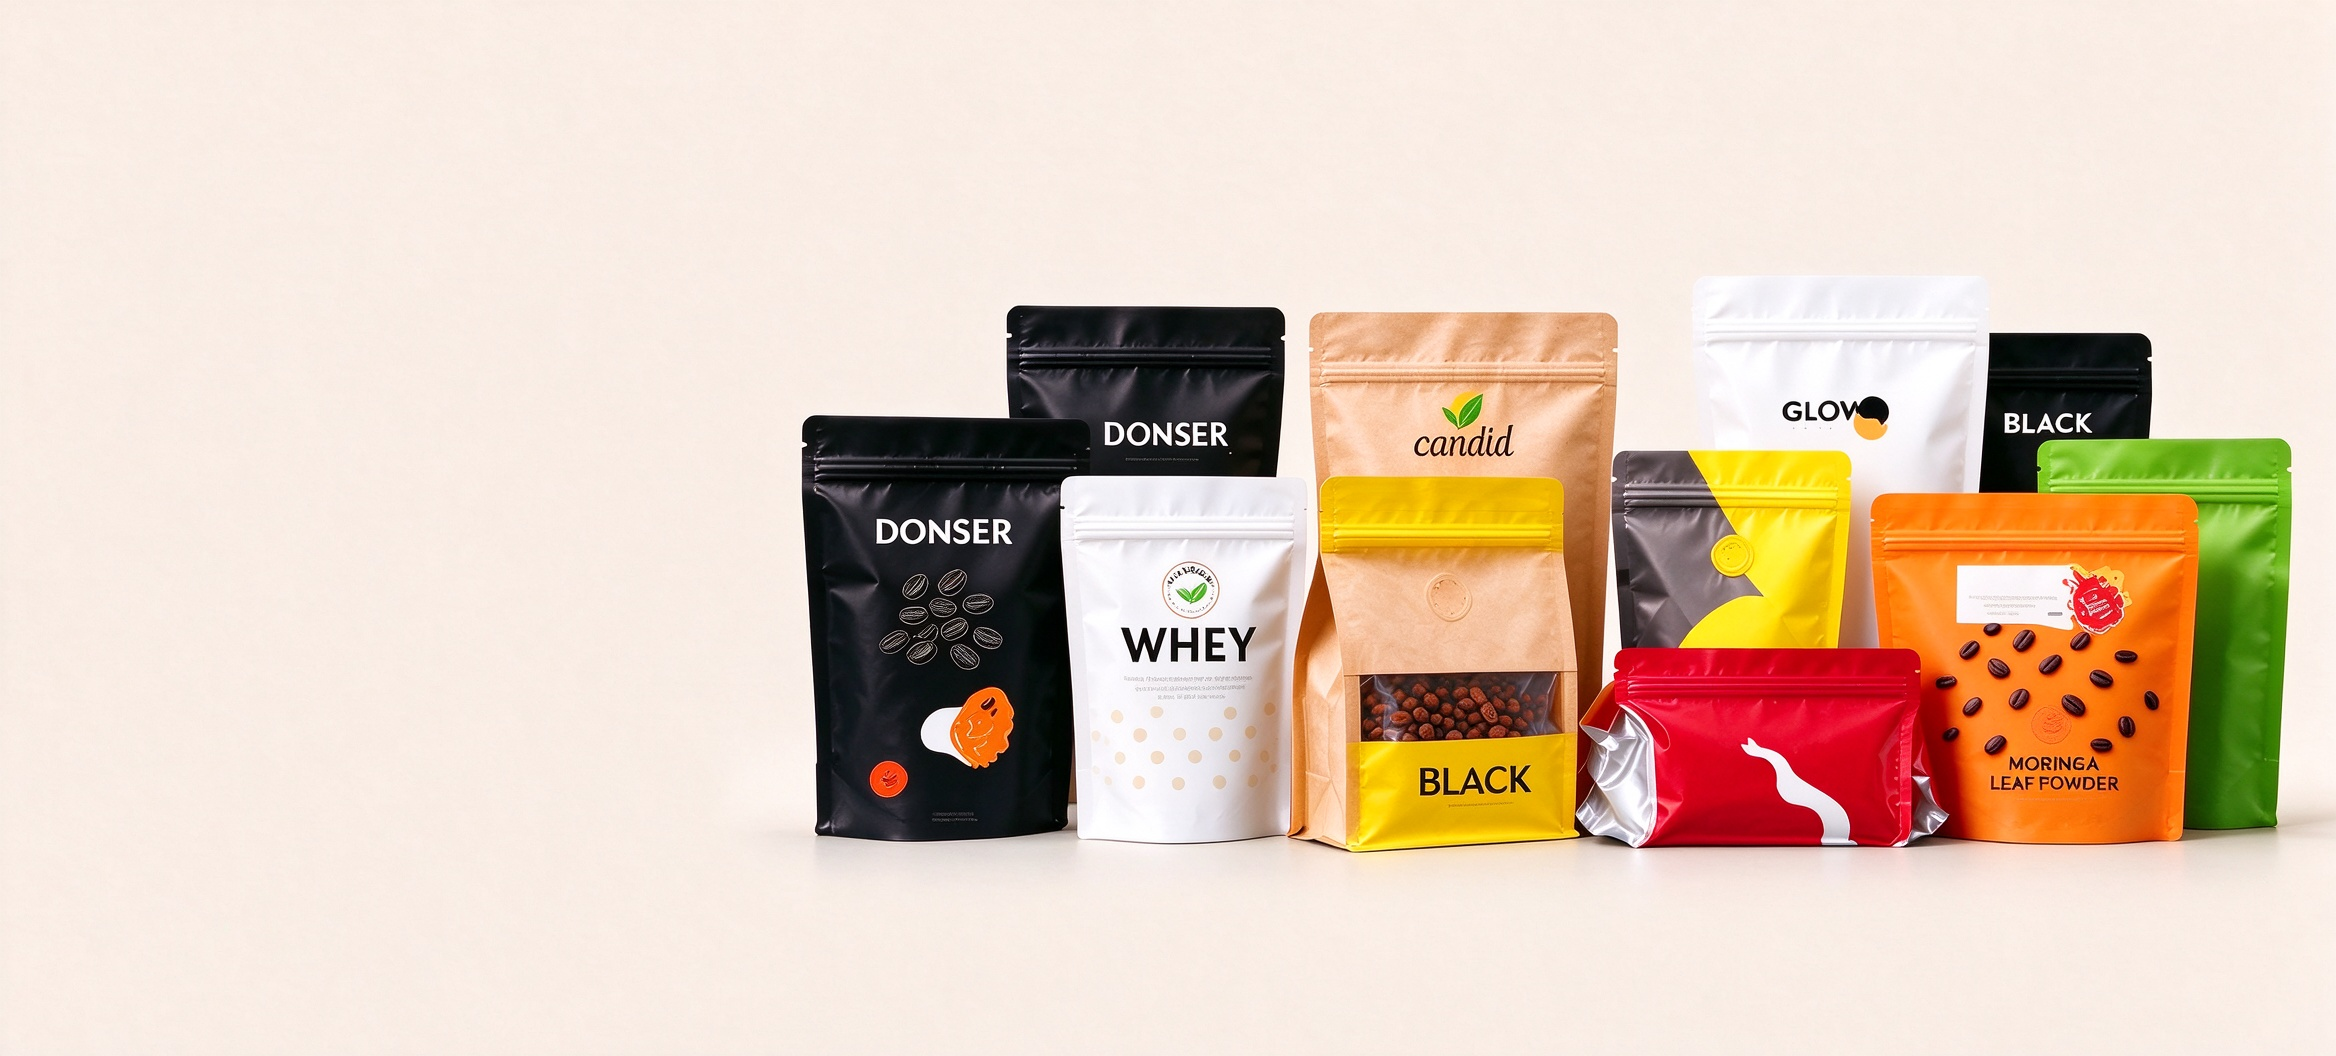 DONSER
DONSER
WHEY
candid
BLACK
GLOW
BLACK
MORINGA
LEAF POWDER